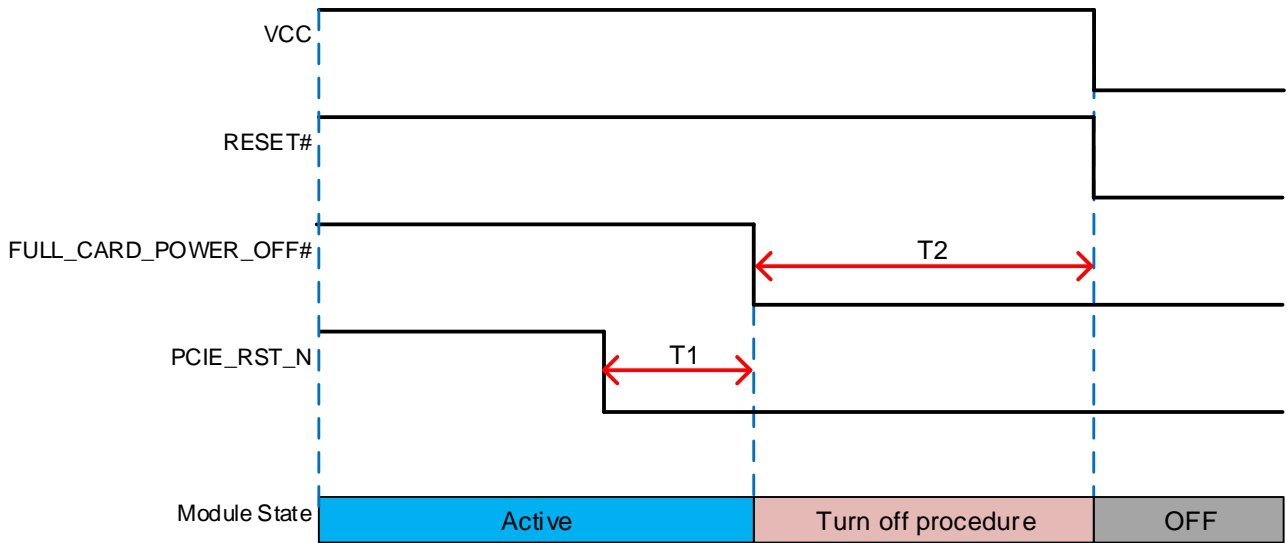 VCC
RESET#
FULL_CARD_POWER_OFF#
T2
PCIE_RST_N
T1
Module State
Active
Turn off procedure
OFF